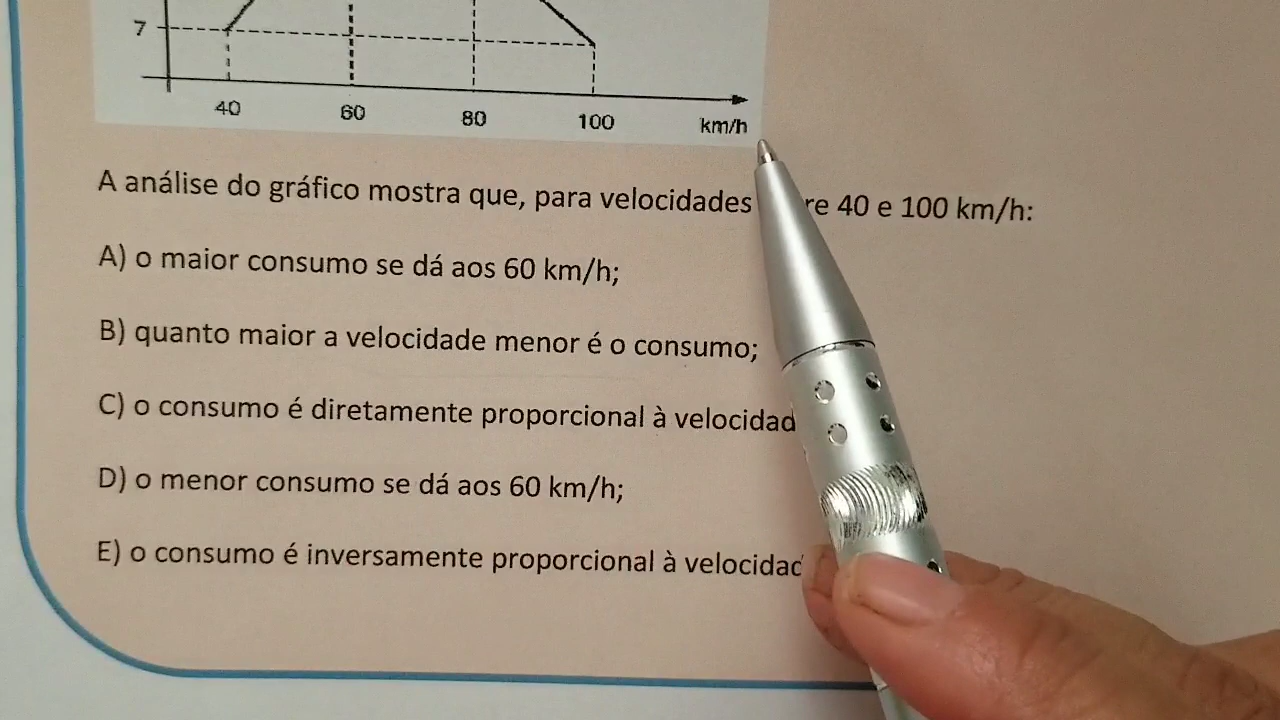 7
40 60 80 100 km/h
A análise do gráfico mostra que, para velocidades re 40 e 100 km/h:
A) o maior consumo se dá aos 60 km/h;
B) quanto maior a velocidade menor é o consumo;
C) o consumo é diretamente proporcional à velocidad
D) o menor consumo se dá aos 60 km/h;
E) o consumo é inversamente proporcional à velocidad